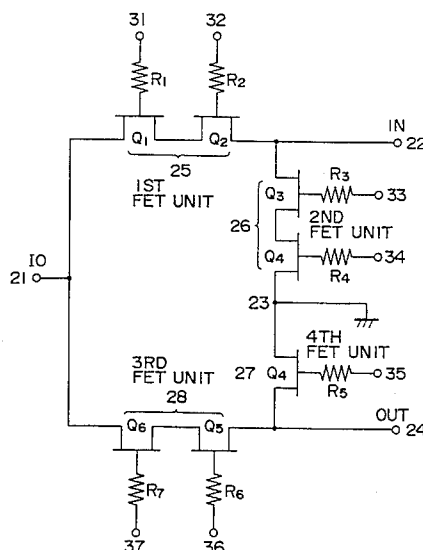 31
32
R1
R2
Q1
Q2
25
1ST
FET UNIT
IN
22
Q3
R3
33
26
2ND
FET UNIT
Q4
R4
34
IO
21
23
4TH
FET UNIT
27
Q4
R5
35
3RD
FET UNIT
28
Q6
Q5
OUT
24
R7
R6
37
36